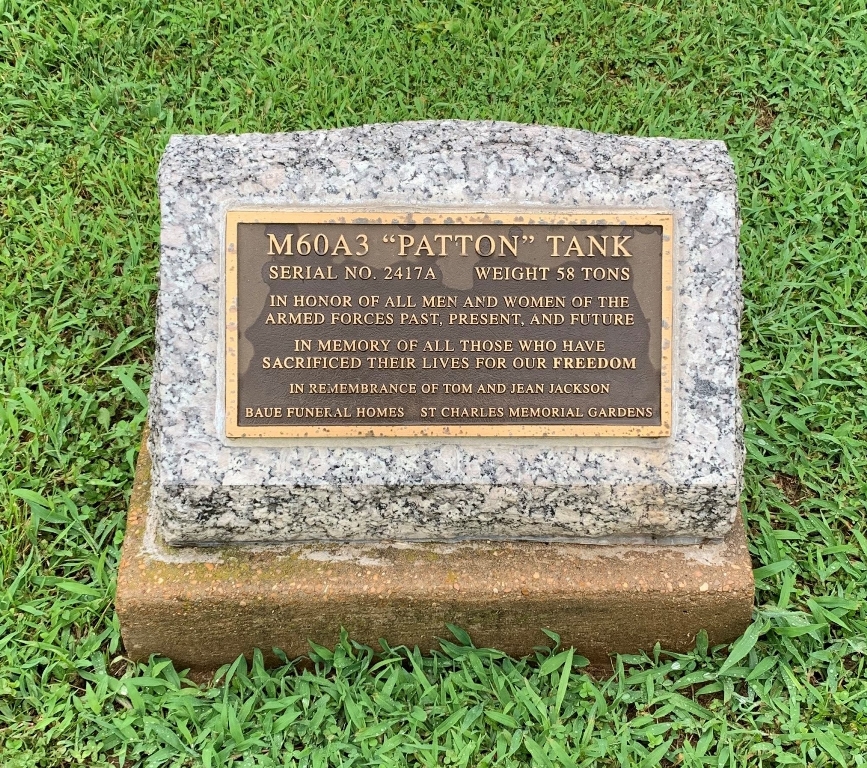 M60A3 “PATTON” TANK
SERIAL NO. 2417A WEIGHT 58 TONS
IN HONOR OF ALL MEN AND WOMEN OF THE
ARMED FORCES PAST, PRESENT, AND FUTURE
IN MEMORY OF ALL THOSE WHO HAVE
SACRIFICED THEIR LIVES FOR OUR FREEDOM
IN REMEMBRANCE OF TOM AND JEAN JACKSON
BAUE FUNERAL HOMES ST CHARLES MEMORIAL GARDENS